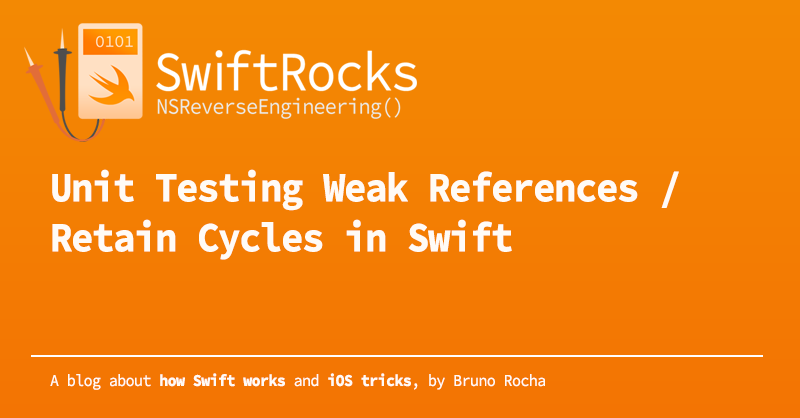 0101
SwiftRocks
NSReverseEngineering()
Unit Testing Weak References /
Retain Cycles in Swift
A blog about how Swift works and iOS tricks, by Bruno Rocha